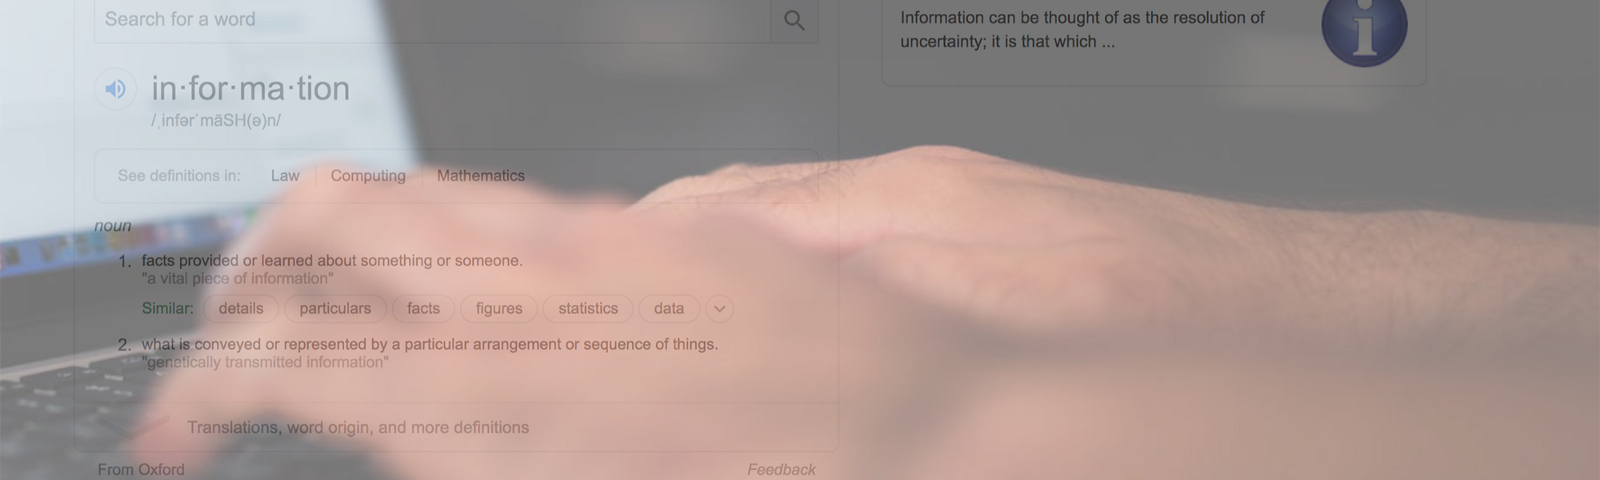 Search for a word
in·for·ma·tion
/ˌinfərˈmāSH(ə)n/
See definitions in: Law Computing Mathematics
noun
1. facts provided or learned about something or someone.
"a vital piece of information"
Similar: details particulars facts figures statistics data
2. what is conveyed or represented by a particular arrangement or sequence of things.
"genetically transmitted information"
Translations, word origin, and more definitions
From Oxford
Feedback
Information can be thought of as the resolution of
uncertainty; it is that which ...
i